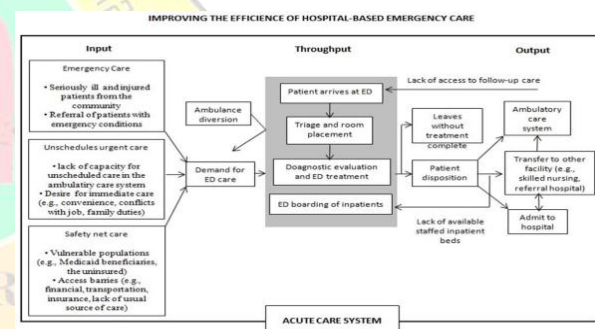 IMPROVING THE EFFICIENCE OF HOSPITAL-BASED EMERGENCY CARE
Input
Throughput
Output
Emergency Care
• Seriously ill and injured
patients from the
community
• Referral of patients with
emergency conditions
Unschedules urgent care
• lack of capacity for
unscheduled care in the
ambulatiry care system
• Desire for immediate care
(e.g., convenience, conflicts
with job, family duties)
Safety net care
• Vulnerable populations
(e.g., Medicaid beneficiaries,
the uninsured)
• Access barries (e.g.,
financial, transportation,
insurance, lack of usual
source of care)
Ambulance
diversion
Demand for
ED care
Patient arrives at ED
Triage and room
placement
Doagnostic evaluation
and ED treatment
ED boarding of inpatients
Lack of access to follow-up care
Leaves
without
treatment
complete
Patient
disposition
Lack of available
staffed inpatient
beds
Ambulatory
care
system
Transfer to other
facility (e.g.,
skilled nursing,
referral hospital)
Admit to
hospital
ACUTE CARE SYSTEM